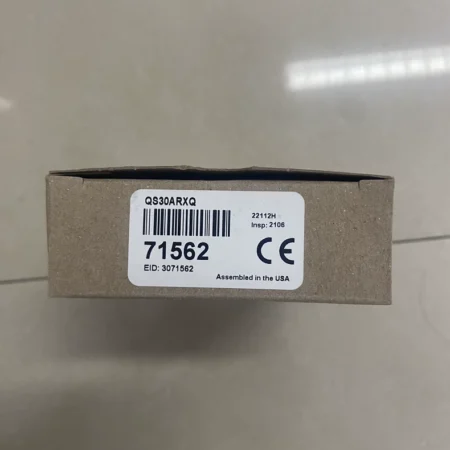 QS30ARXQ
22112H
Insp: 2106
71562
CE
EID: 3071562
Assembled in the USA